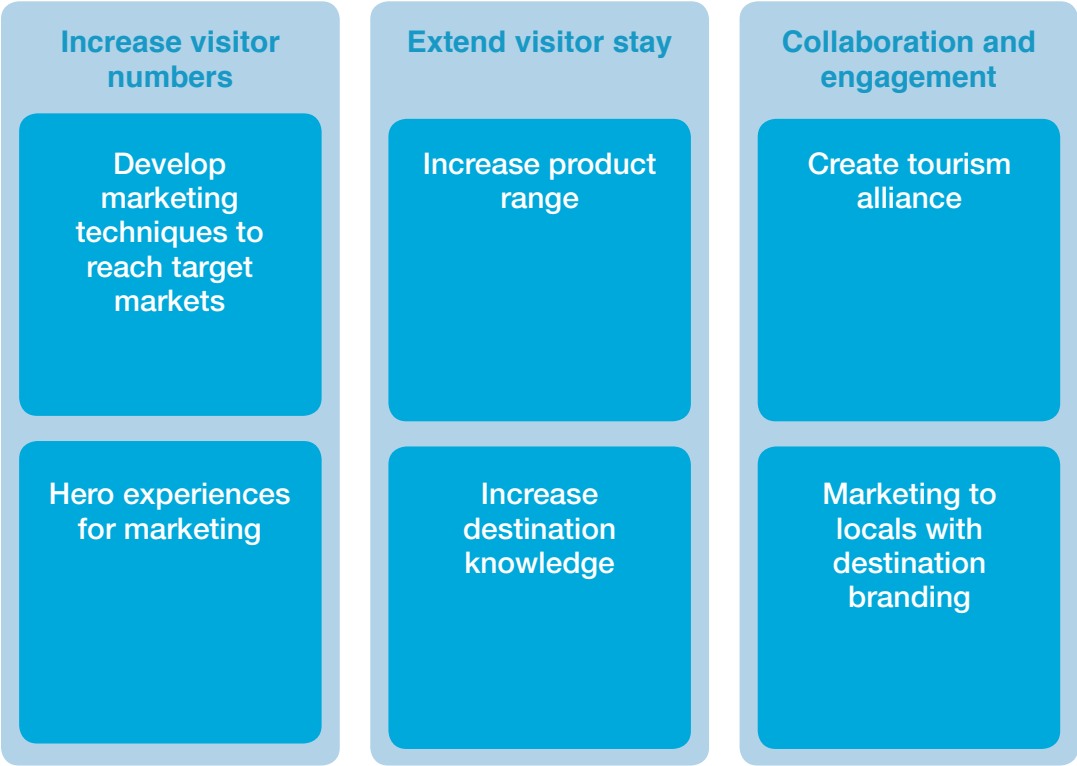 Increase visitor
numbers
Develop
marketing
techniques to
reach target
markets
Hero experiences
for marketing
Extend visitor stay
Increase product
range
Increase
destination
knowledge
Collaboration and
engagement
Create tourism
alliance
Marketing to
locals with
destination
branding